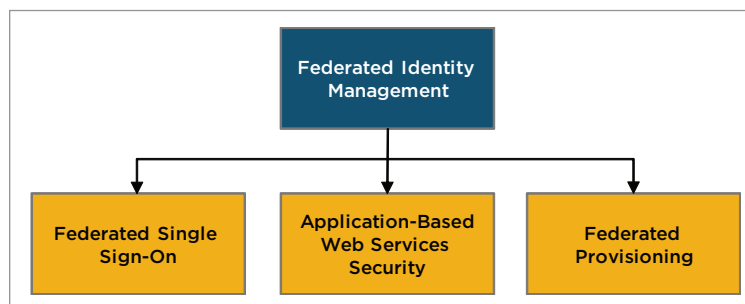 Federated Identity
Management
Federated Single
Sign-On
Application-Based
Web Services
Security
Federated
Provisioning